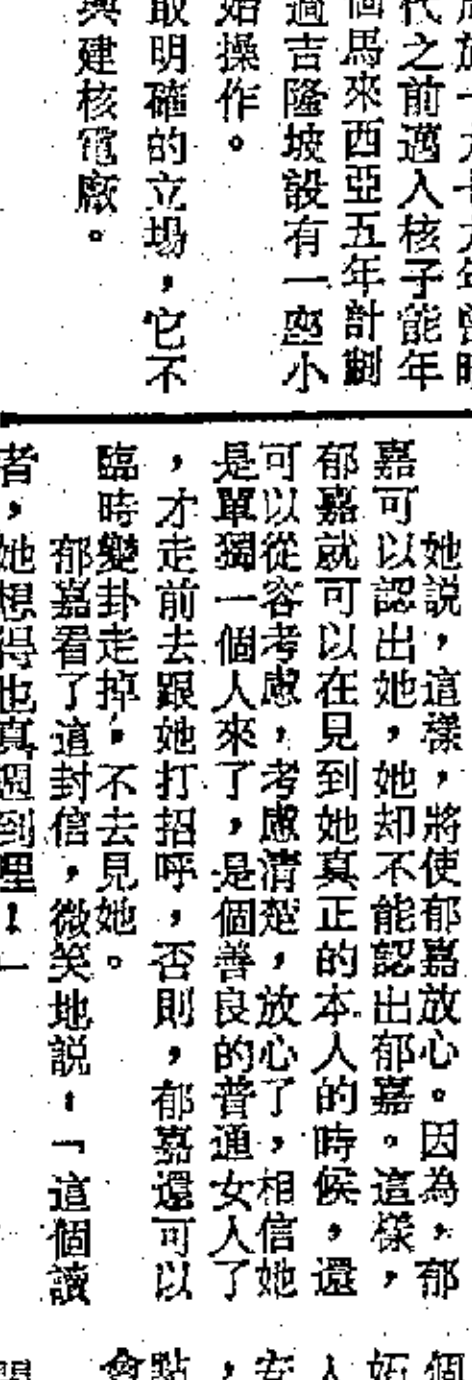 代之前邁入核子能年
個馬來西亞五年計劃
過吉隆坡設有一座小
始操作。
取明確的立場，它不
興建核電廠。
她說，這樣，將使郁嘉放心。因為，郁
嘉可以認出她，她却不能認出郁嘉。這樣，
郁嘉就可以在見到她真正的本人的時候，還
可以從容考慮，考慮清楚，放心了，相信她
是單獨一個人來了，是個善良的普通女人了
，才走前去跟她打招呼，否則，郁嘉還可以
臨時變卦走掉，不去見她。
郁嘉看了這封信，微笑地說：「這個讀
者，她想得也真週到哩！」